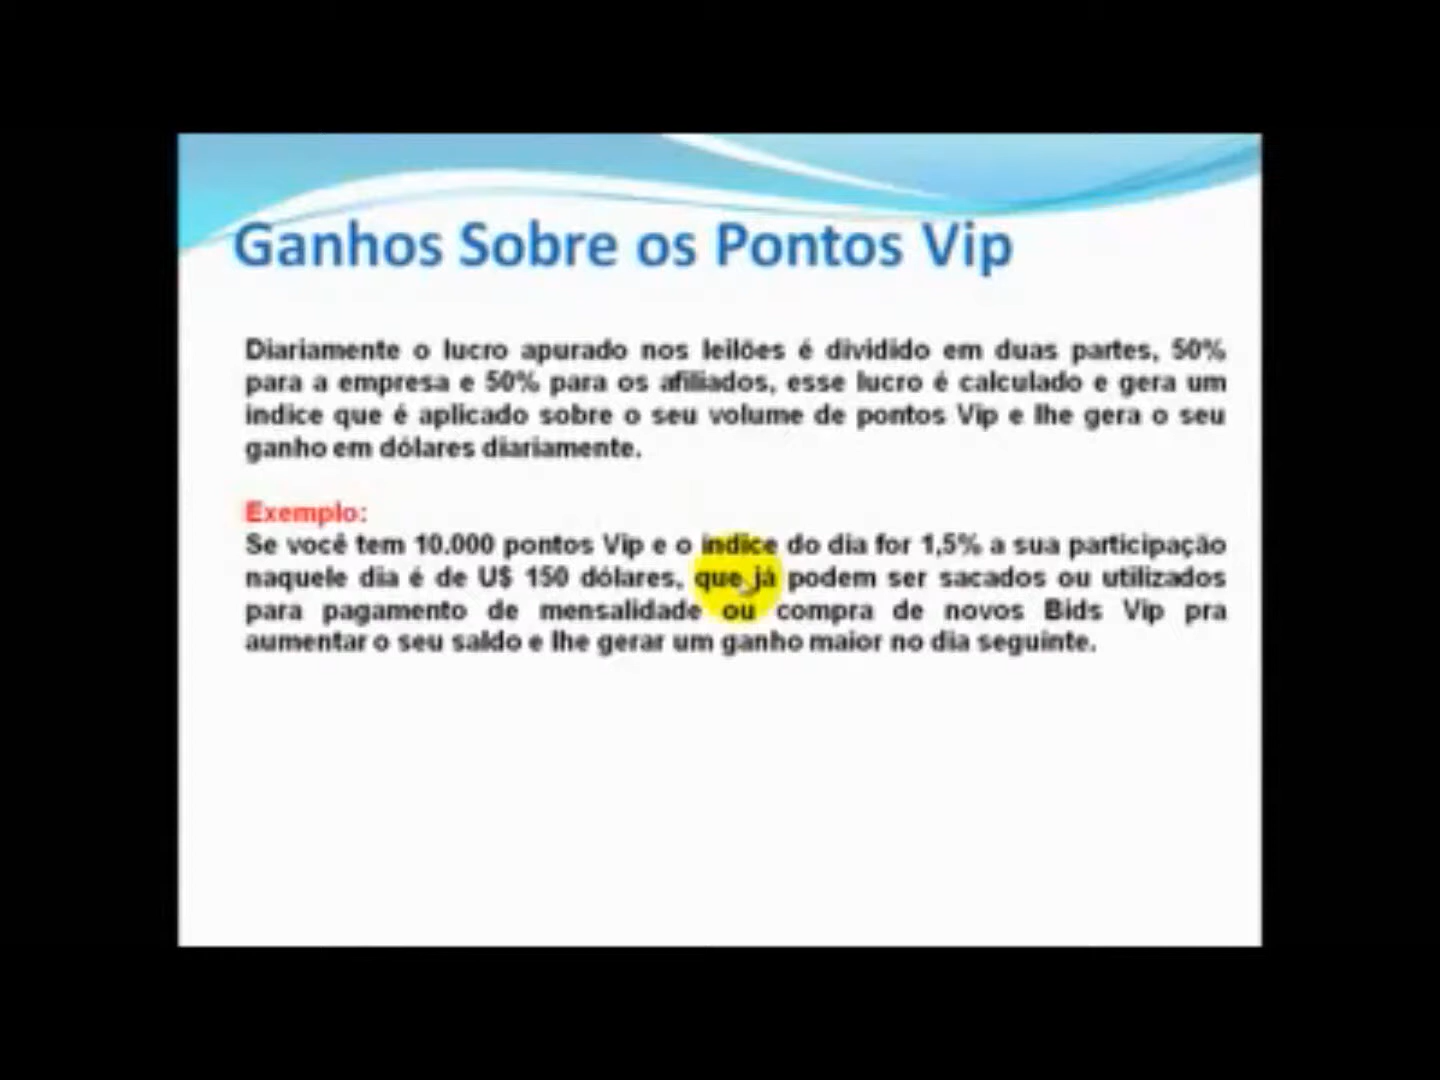 Ganhos Sobre os Pontos Vip
Diariamente o lucro apurado nos leilões é dividido em duas partes, 50%
para a empresa e 50% para os afiliados, esse lucro é calculado e gera um
indice que é aplicado sobre o seu volume de pontos Vip e lhe gera o seu
ganho em dólares diariamente.
Exemplo:
Se você tem 10.000 pontos Vip e o indice do dia for 1,5% a sua participação
naquele dia é de U$ 150 dólares, que já podem ser sacados ou utilizados
para pagamento de mensalidade ou compra de novos Bids Vip pra
aumentar o seu saldo e lhe gerar um ganho maior no dia seguinte.